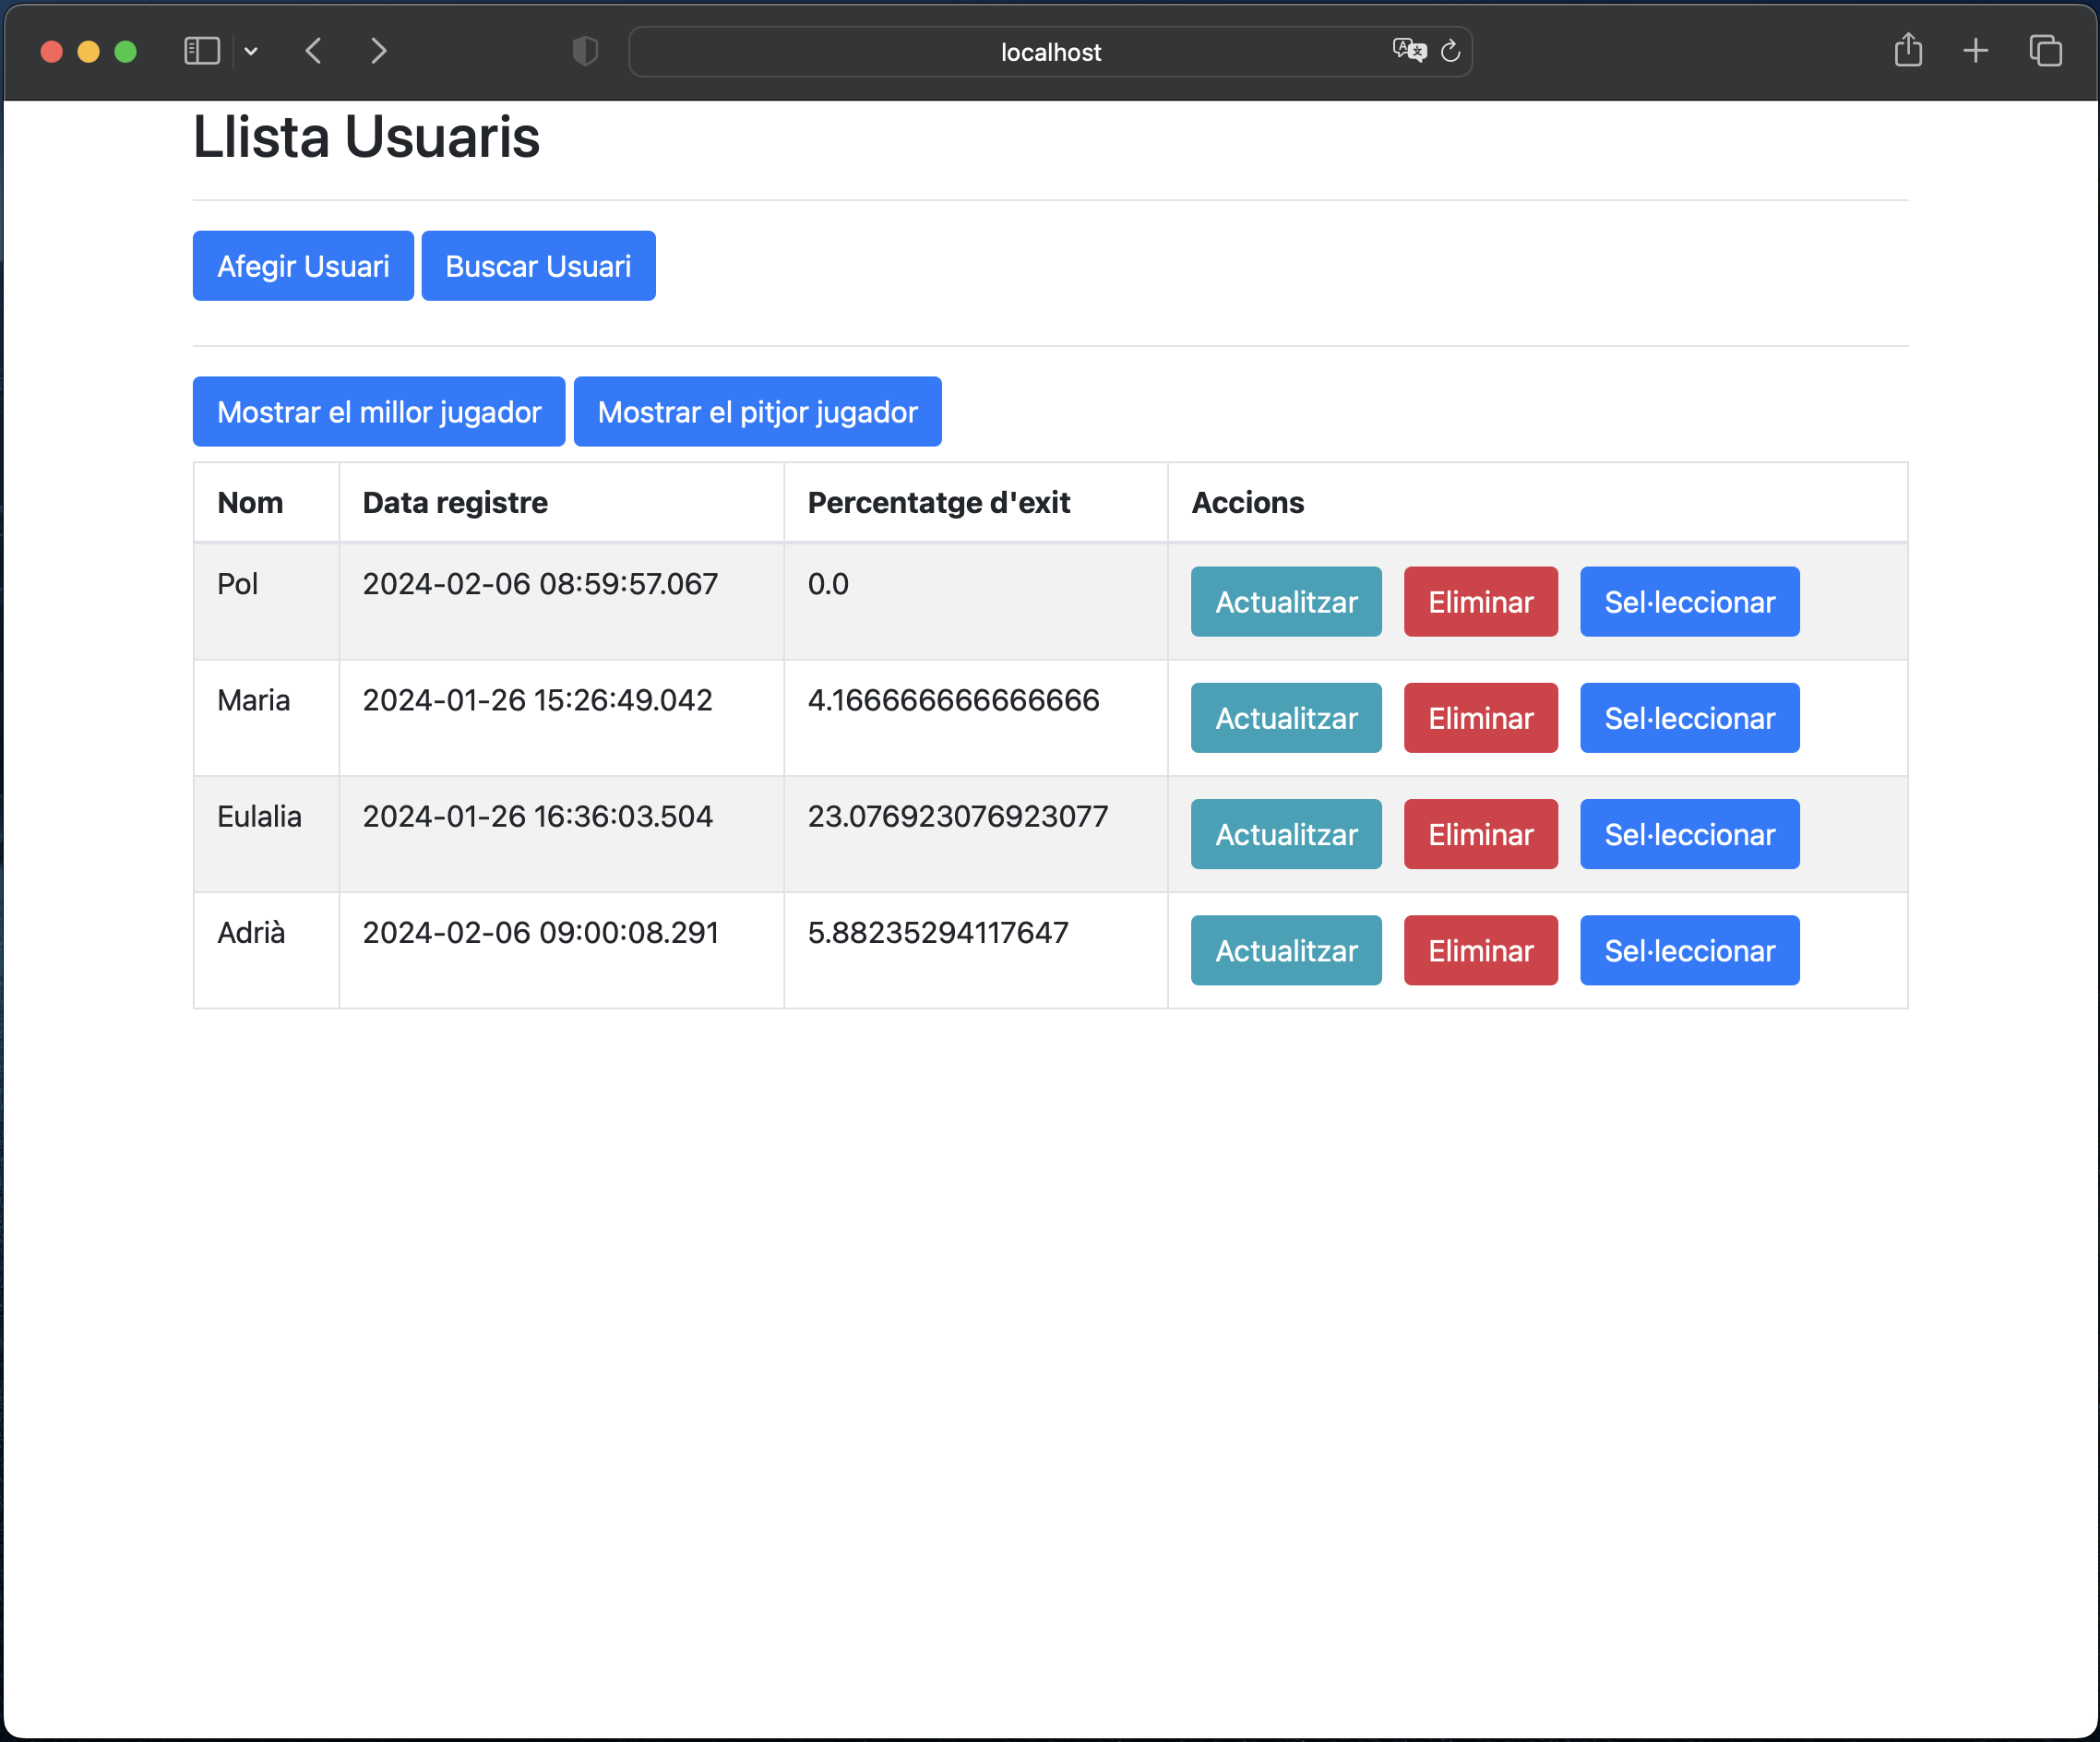 localhost
Llista Usuaris
Afegir Usuari Buscar Usuari
Mostrar el millor jugador Mostrar el pitjor jugador
Nom Data registre Percentatge d'exit Accions
Pol 2024-02-06 08:59:57.067 0.0 Actualitzar Eliminar Sel·leccionar
Maria 2024-01-26 15:26:49.042 4.166666666666666 Actualitzar Eliminar Sel·leccionar
Eulalia 2024-01-26 16:36:03.504 23.076923076923077 Actualitzar Eliminar Sel·leccionar
Adrià 2024-02-06 09:00:08.291 5.88235294117647 Actualitzar Eliminar Sel·leccionar